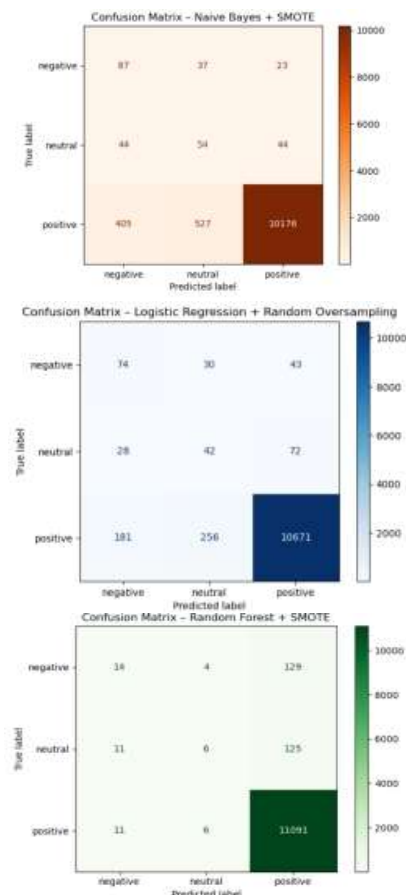 Confusion Matrix – Naive Bayes + SMOTE
True label
negative 87 37 23
neutral 44 54 44
positive 405 527 10176
negative neutral positive
Predicted label
10000
8000
6000
4000
2000
Confusion Matrix – Logistic Regression + Random Oversampling
True label
negative 74 30 43
neutral 28 42 72
positive 181 256 10671
negative neutral positive
Predicted label
10000
8000
6000
4000
2000
Confusion Matrix – Random Forest + SMOTE
True label
negative 14 4 129
neutral 11 6 125
positive 11 6 11091
negative neutral positive
Predicted label
10000
8000
6000
4000
2000